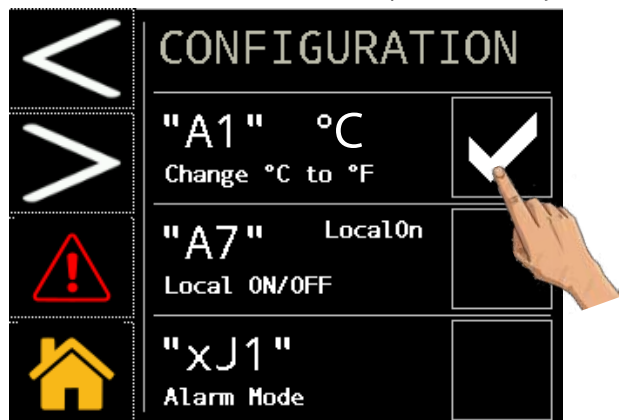 CONFIGURATION
"A1" °C
Change °C to °F
"A7" LocalOn
Local ON/OFF
"xJ1"
Alarm Mode